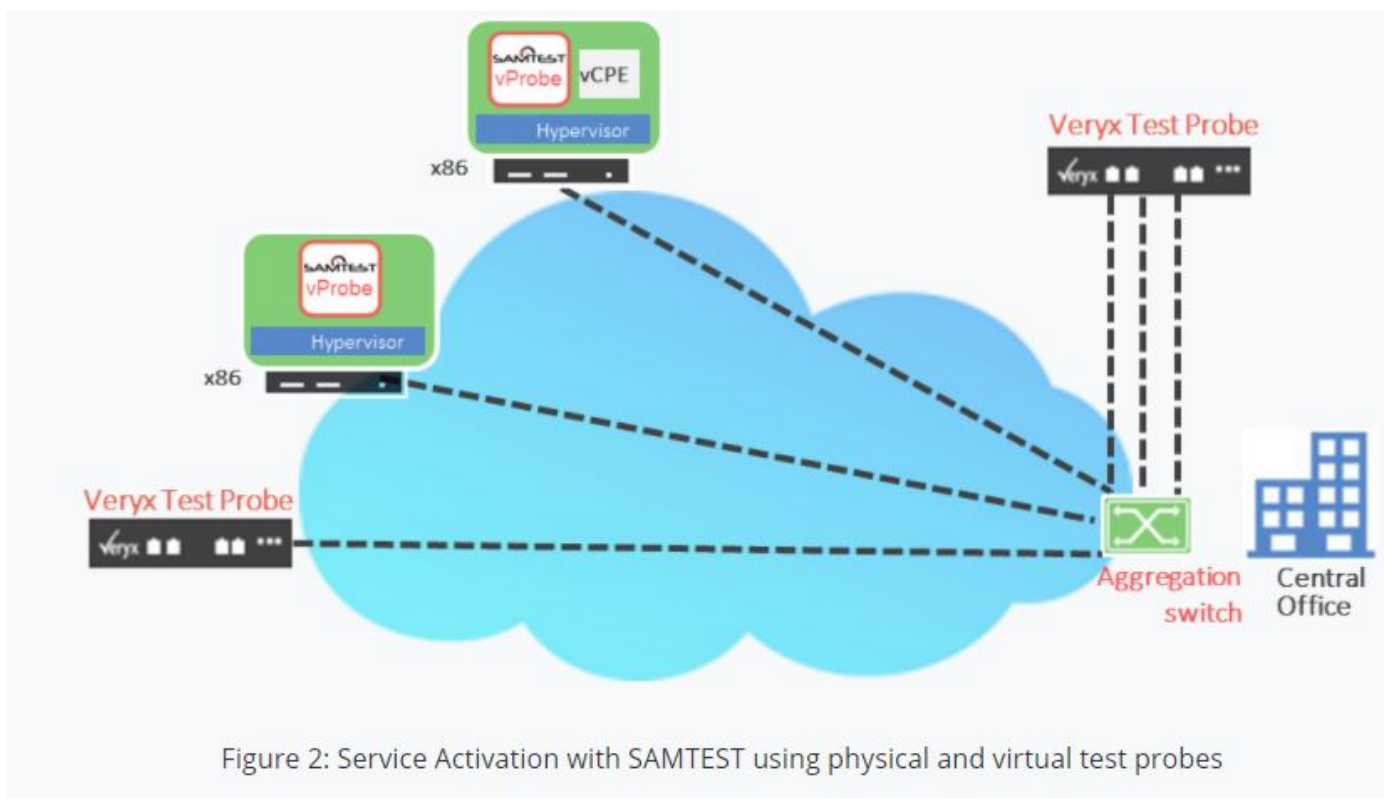 SAMTEST
vProbe
vCPE
Hypervisor
x86
Veryx Test Probe
Veryx
SAMTEST
vProbe
Hypervisor
x86
Veryx Test Probe
Veryx
Aggregation
switch
Central
Office
Figure 2: Service Activation with SAMTEST using physical and virtual test probes